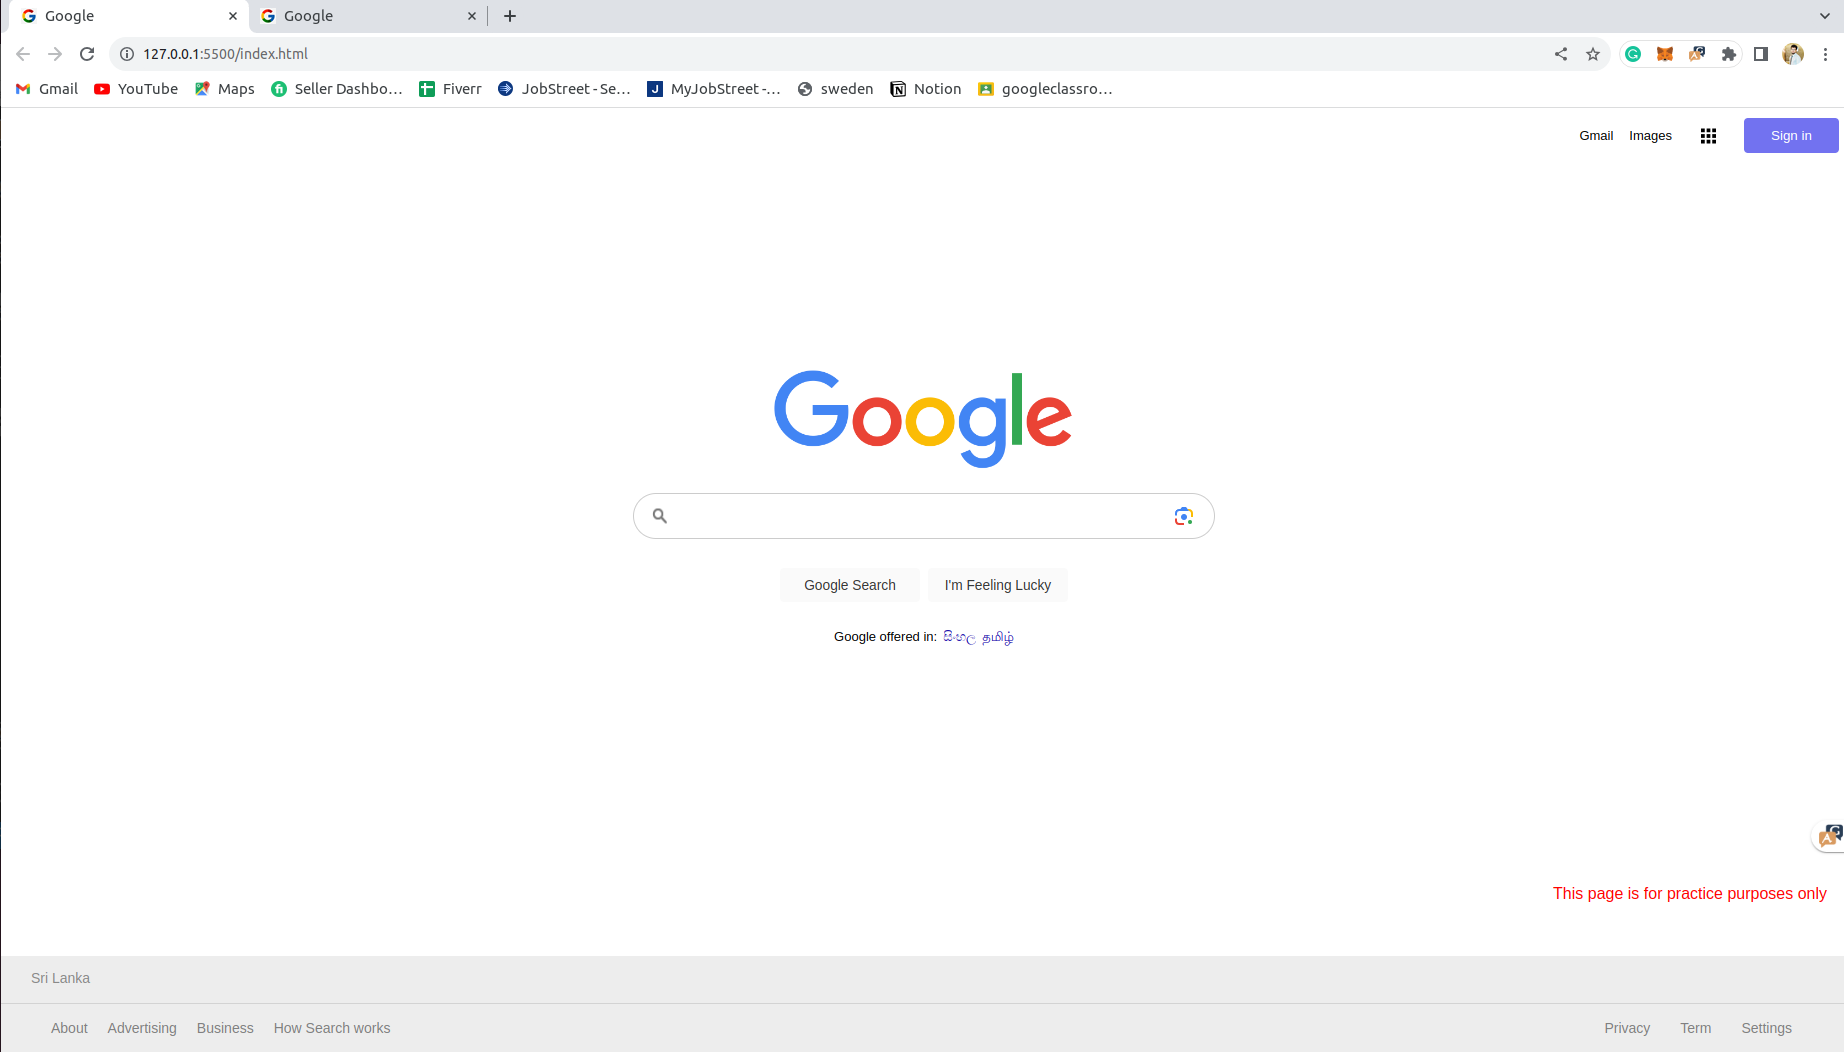 Google
Google
127.0.0.1:5500/index.html
Gmail YouTube Maps Seller Dashbo... Fiverr JobStreet - Se... MyJobStreet -... sweden Notion googleclassro...
Gmail Images Sign in
Google
Google Search I'm Feeling Lucky
Google offered in: සිංහල தமிழ்
This page is for practice purposes only
Sri Lanka
About Advertising Business How Search works Privacy Term Settings